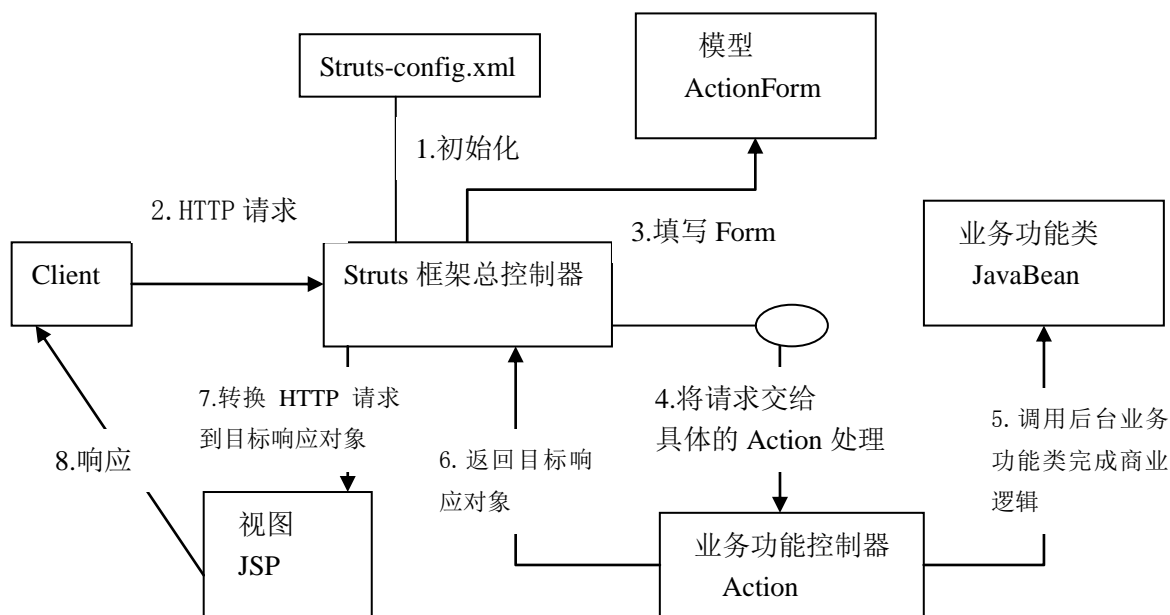 模型
ActionForm
Struts-config.xml
1.初始化
2.HTTP 请求
3.填写 Form
业务功能类
JavaBean
Client
Struts 框架总控制器
7.转换 HTTP 请求
到目标响应对象
4.将请求交给
具体的 Action 处理
5.调用后台业务
功能类完成商业
逻辑
6.返回目标响
应对象
8.响应
视图
JSP
业务功能控制器
Action